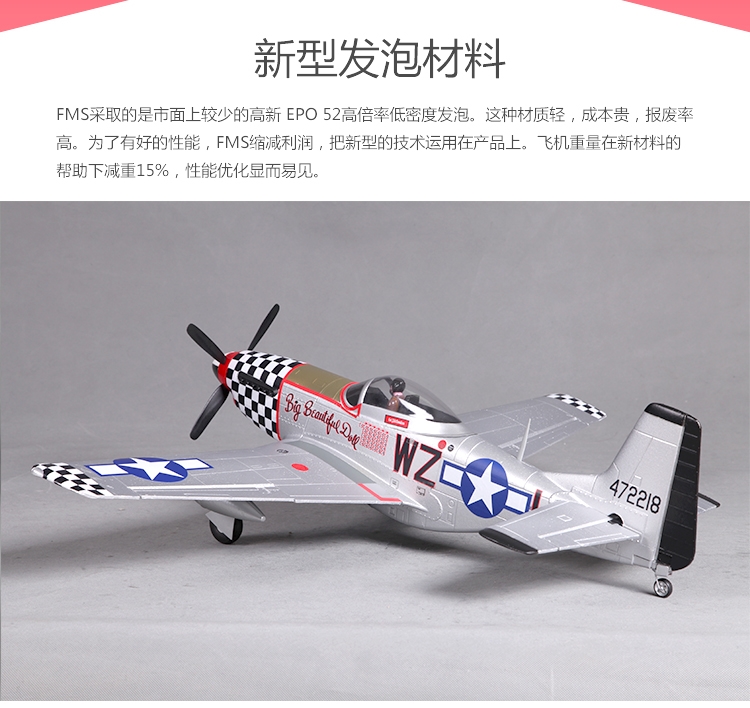 新型发泡材料
FMS采取的是市面上较少的高新 EPO 52高倍率低密度发泡。这种材质轻，成本贵，报废率
高。为了有好的性能，FMS缩减利润，把新型的技术运用在产品上。飞机重量在新材料的
帮助下减重15%，性能优化显而易见。
Big Beautiful Doll
WZ
I
472218